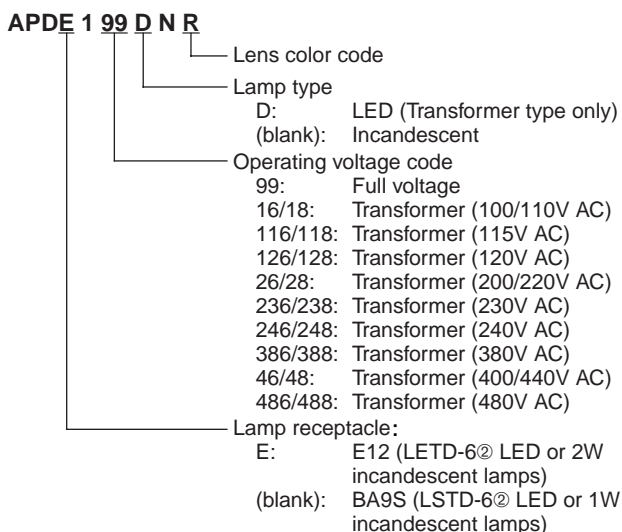 APDE 1 99 D N R
Lens color code
Lamp type
D: LED (Transformer type only)
(blank): Incandescent
Operating voltage code
99: Full voltage
16/18: Transformer (100/110V AC)
116/118: Transformer (115V AC)
126/128: Transformer (120V AC)
26/28: Transformer (200/220V AC)
236/238: Transformer (230V AC)
246/248: Transformer (240V AC)
386/388: Transformer (380V AC)
46/48: Transformer (400/440V AC)
486/488: Transformer (480V AC)
Lamp receptacle:
E: E12 (LETD-6② LED or 2W
incandescent lamps)
(blank): BA9S (LSTD-6② LED or 1W
incandescent lamps)